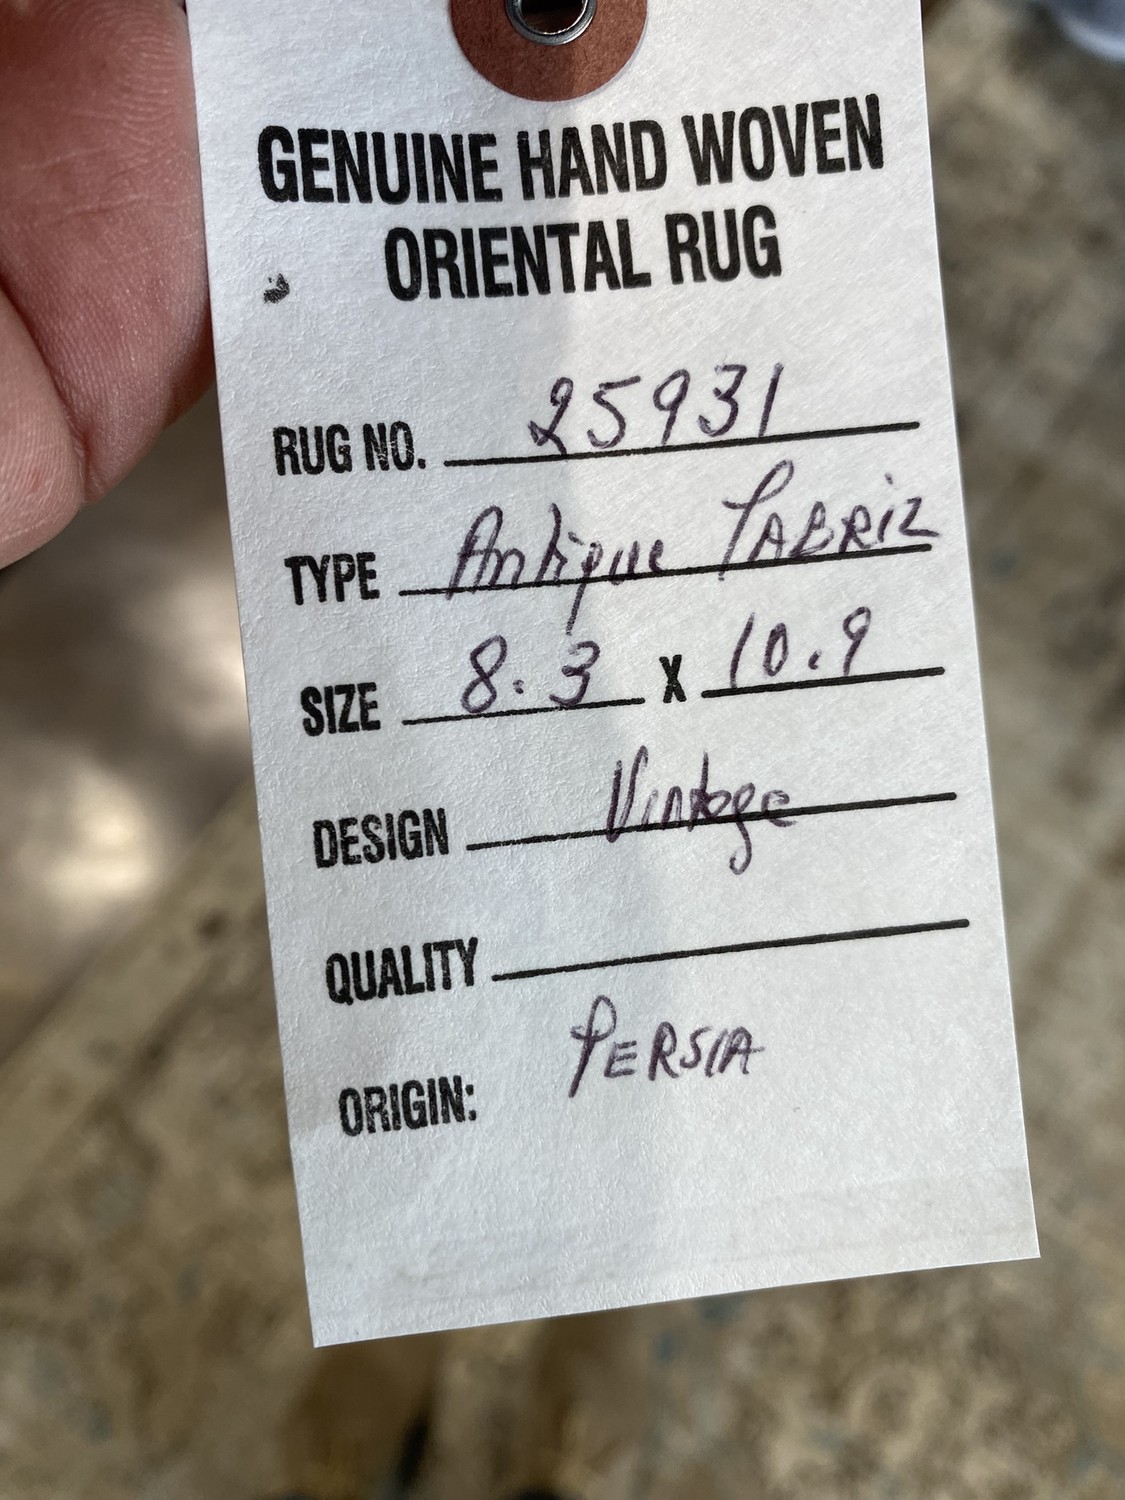 GENUINE HAND WOVEN
ORIENTAL RUG
RUG NO. 25931
TYPE Antique TABRiZ
SIZE 8.3 X 10.9
DESIGN Vintage
QUALITY
ORIGIN: PERSIA